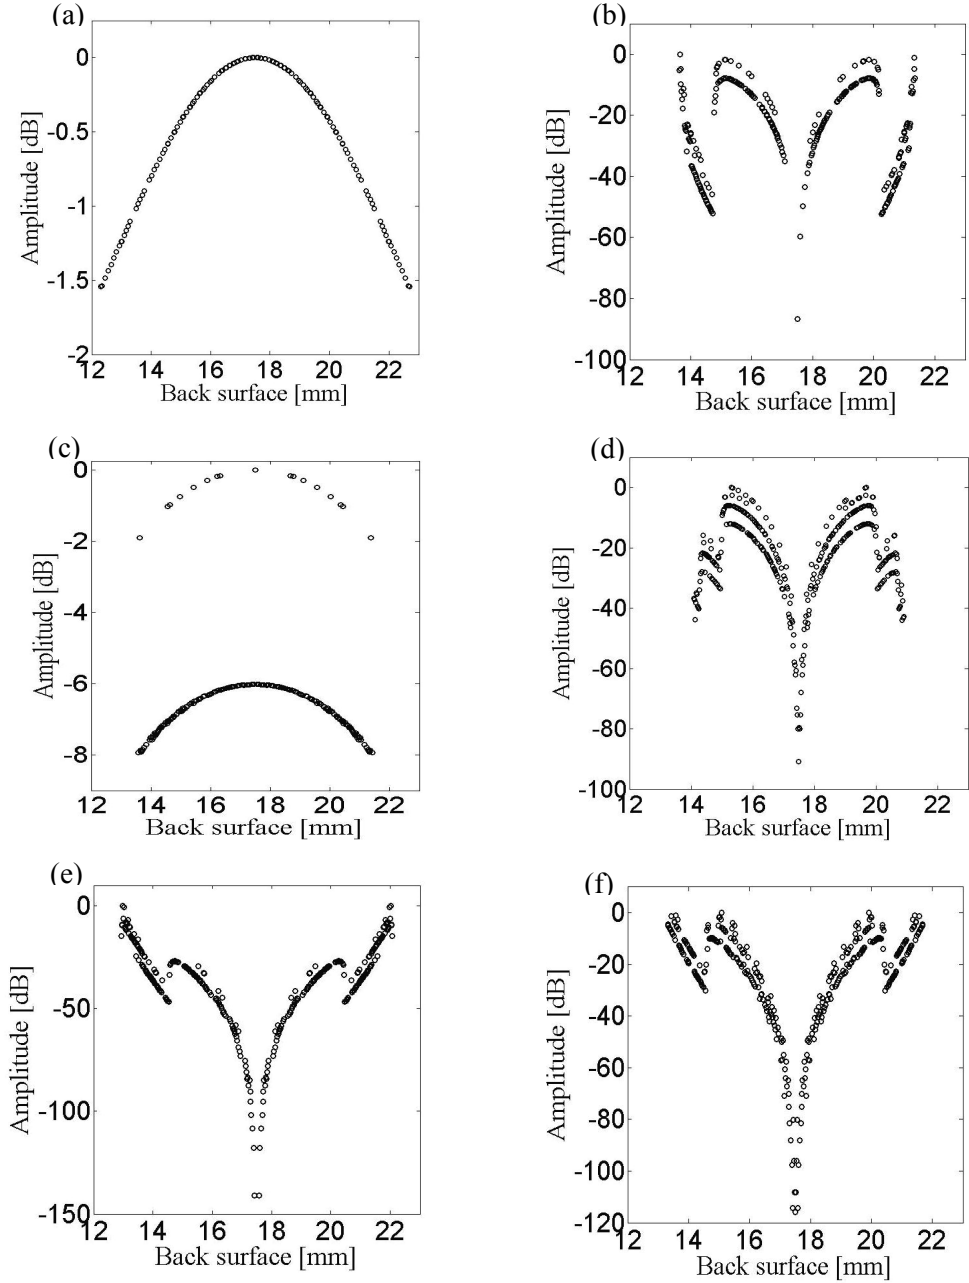 (a)
0
-0.5
-1
-1.5
-2
Amplitude [dB]
12 14 16 18 20 22
Back surface [mm]
(b)
0
-20
-40
-60
-80
-100
Amplitude [dB]
12 14 16 18 20 22
Back surface [mm]
(c)
0
-2
-4
-6
-8
Amplitude [dB]
12 14 16 18 20 22
Back surface [mm]
(d)
0
-20
-40
-60
-80
-100
Amplitude [dB]
12 14 16 18 20 22
Back surface [mm]
(e)
0
-50
-100
-150
Amplitude [dB]
12 14 16 18 20 22
Back surface [mm]
(f)
0
-20
-40
-60
-80
-100
-120
Amplitude [dB]
12 14 16 18 20 22
Back surface [mm]